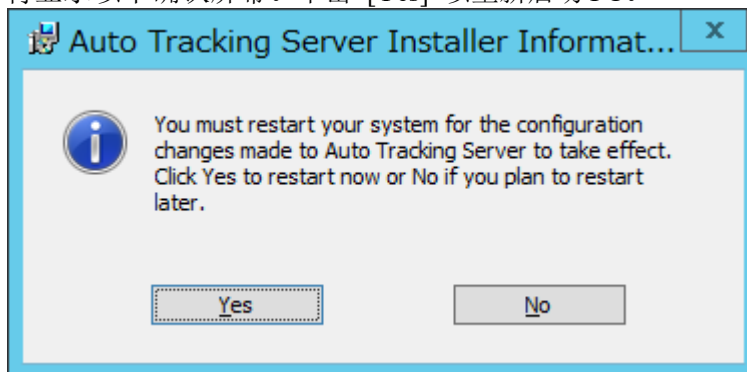 Auto Tracking Server Installer Informat...
You must restart your system for the configuration
changes made to Auto Tracking Server to take effect.
Click Yes to restart now or No if you plan to restart
later.
Yes
No